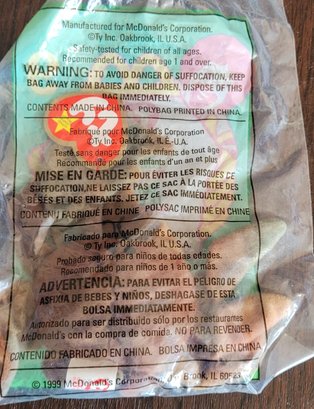 Manufactured for McDonald's Corporation.
©Ty Inc. Oakbrook, IL U.S.A.
Safety-tested for children of all ages.
Recommended for children age 1 and over.
WARNING: TO AVOID DANGER OF SUFFOCATION, KEEP
BAG AWAY FROM BABIES AND CHILDREN. DISPOSE OF THIS
BAG IMMEDIATELY.
CONTENTS MADE IN CHINA. POLYBAG PRINTED IN CHINA.
Fabriqué pour McDonald's Corporation
©Ty Inc. Oakbrook, IL É.-U.A.
Testé sans danger pour les enfants de tout âge
Recommandé pour les enfants d'un an et plus
MISE EN GARDE: POUR ÉVITER LES RISQUES DE
SUFFOCATION, NE LAISSEZ PAS CE SAC À LA PORTÉE DES
BÉBÉS ET DES ENFANTS. JETEZ CE SAC IMMÉDIATEMENT.
CONTENU FABRIQUÉ EN CHINE POLYSAC IMPRIMÉ EN CHINE
Fabricado para McDonald's Corporation.
©Ty Inc. Oakbrook, IL U.S.A.
Probado seguro para niños de todas edades.
Recomendado para niños de 1 año o más.
ADVERTENCIA: PARA EVITAR EL PELIGRO DE
ASFIXIA DE BEBES Y NIÑOS, DESHAGASE DE ESTA
BOLSA IMMEDIATAMENTE.
Autorizado para ser distribuido sólo por los restaurantes
McDonald's con la compra de comida. NO PARA REVENDER.
CONTENIDO FABRICADO EN CHINA. BOLSA IMPRESA EN CHINA
© 1999 McDonald's Corporation, Oak Brook, IL 60523